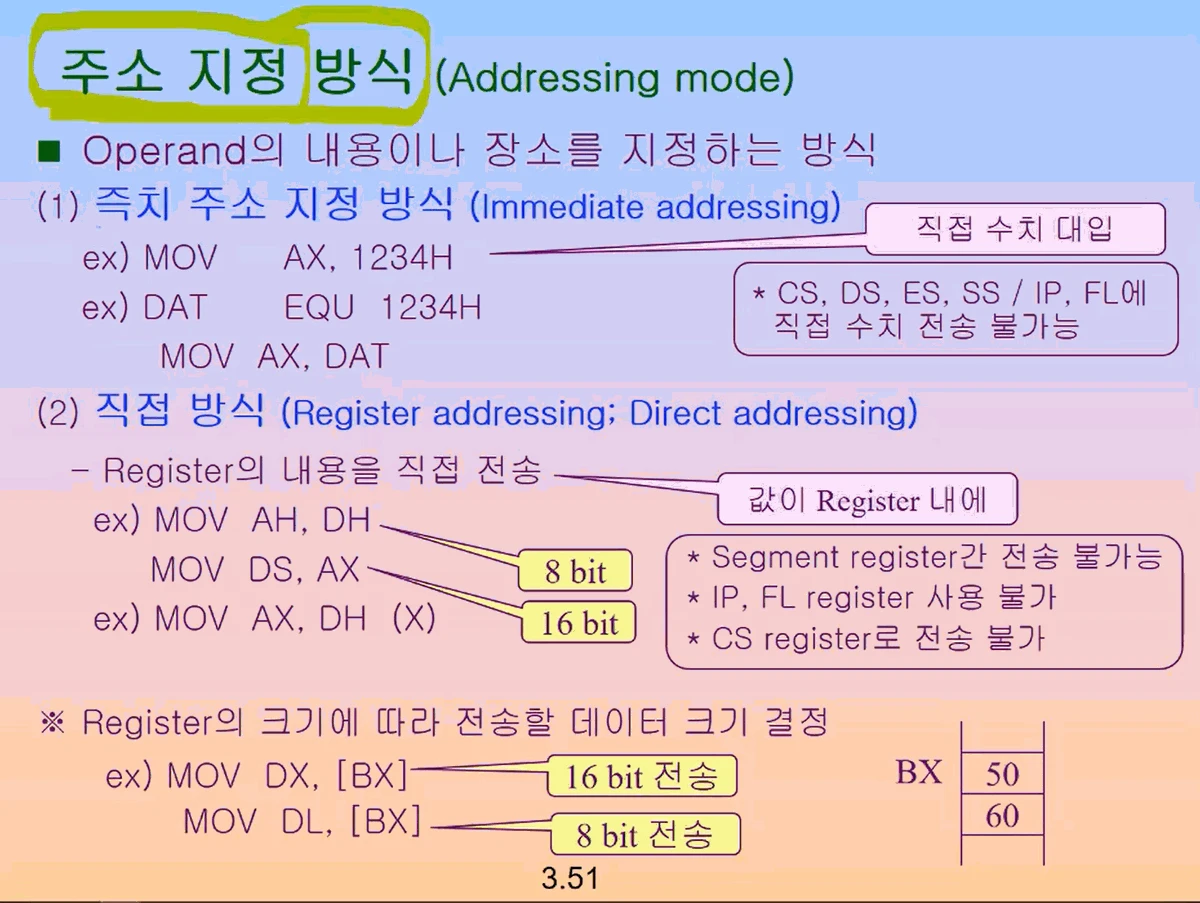 주소 지정 방식 (Addressing mode)
■ Operand의 내용이나 장소를 지정하는 방식
(1) 즉치 주소 지정 방식 (Immediate addressing)
직접 수치 대입
ex) MOV AX, 1234H
* CS, DS, ES, SS / IP, FL에
직접 수치 전송 불가능
ex) DAT EQU 1234H
MOV AX, DAT
(2) 직접 방식 (Register addressing; Direct addressing)
– Register의 내용을 직접 전송
값이 Register 내에
ex) MOV AH, DH
8 bit
MOV DS, AX
16 bit
ex) MOV AX, DH (X)
* Segment register간 전송 불가능
* IP, FL register 사용 불가
* CS register로 전송 불가
※ Register의 크기에 따라 전송할 데이터 크기 결정
ex) MOV DX, [BX]
16 bit 전송
MOV DL, [BX]
8 bit 전송
BX 50
60
3.51